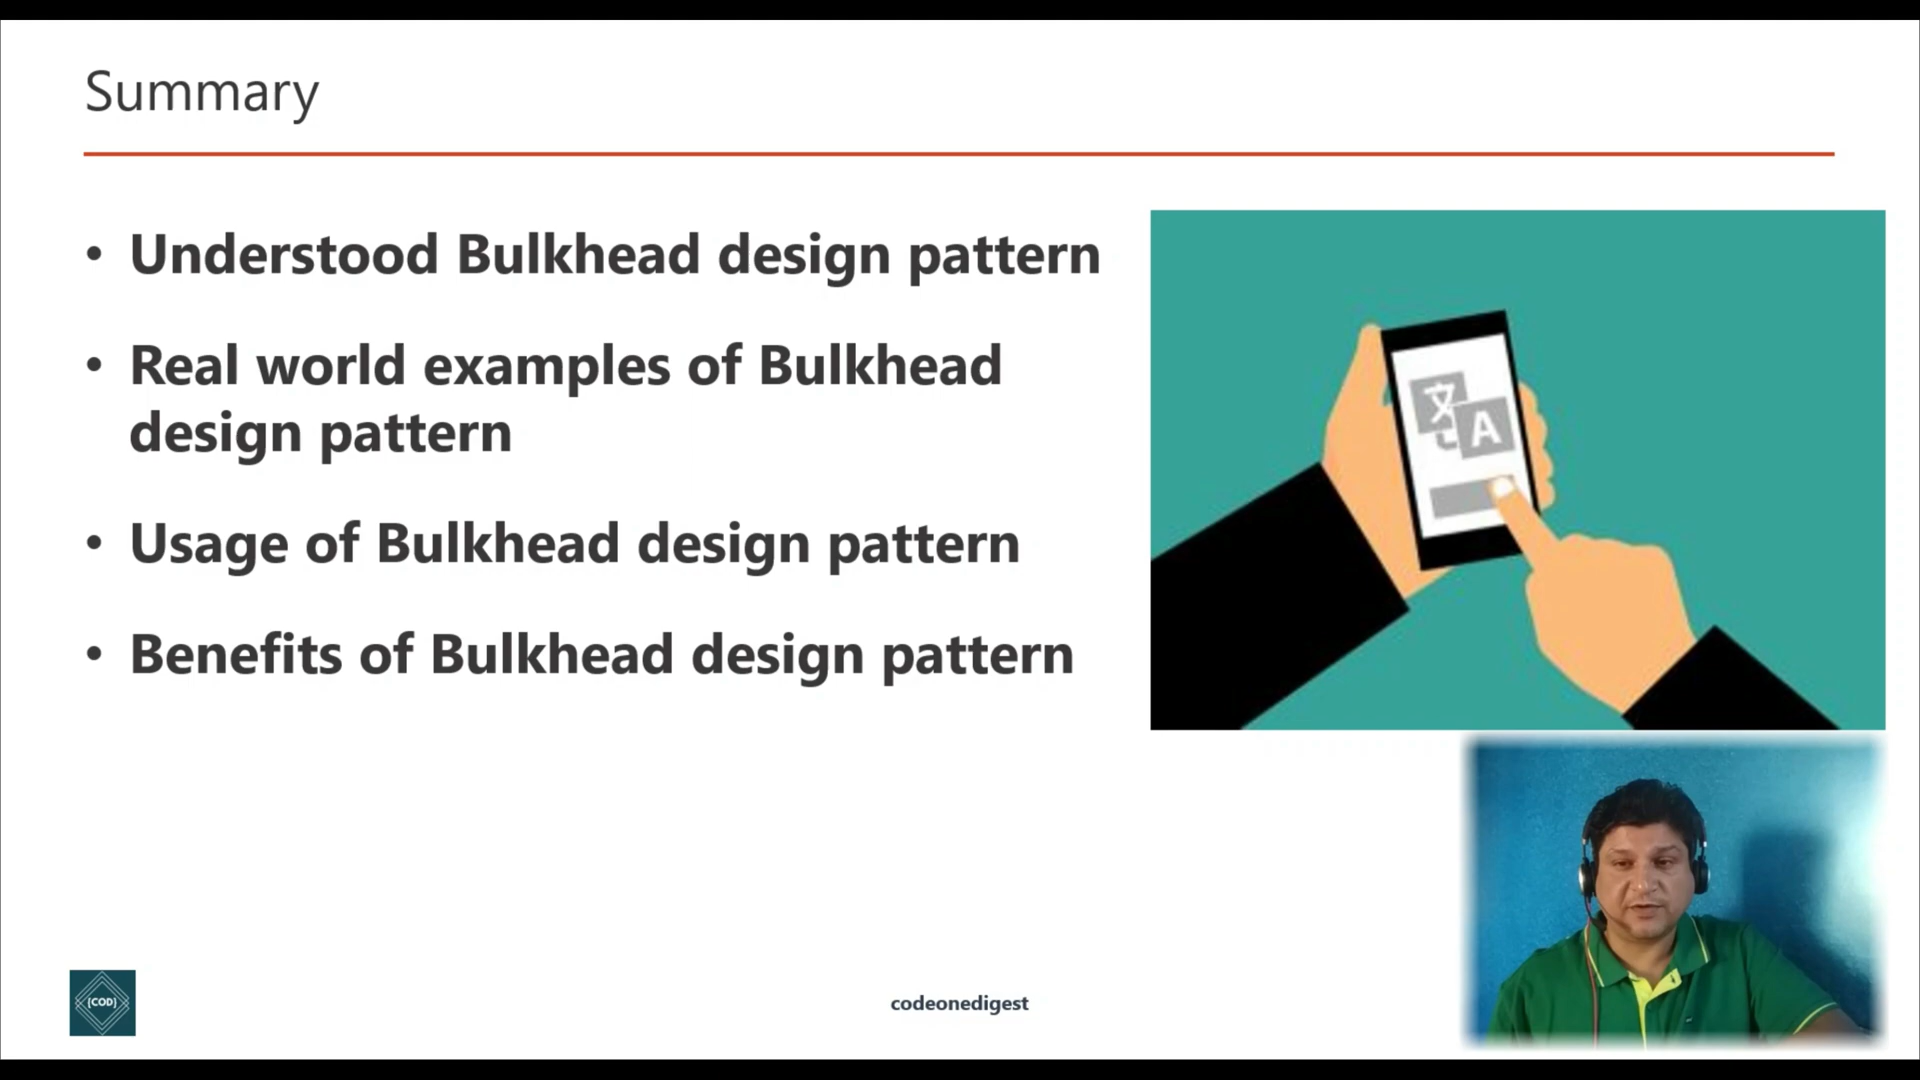 Summary
• Understood Bulkhead design pattern
• Real world examples of Bulkhead
design pattern
• Usage of Bulkhead design pattern
• Benefits of Bulkhead design pattern
文
A
{COD}
codeonedigest